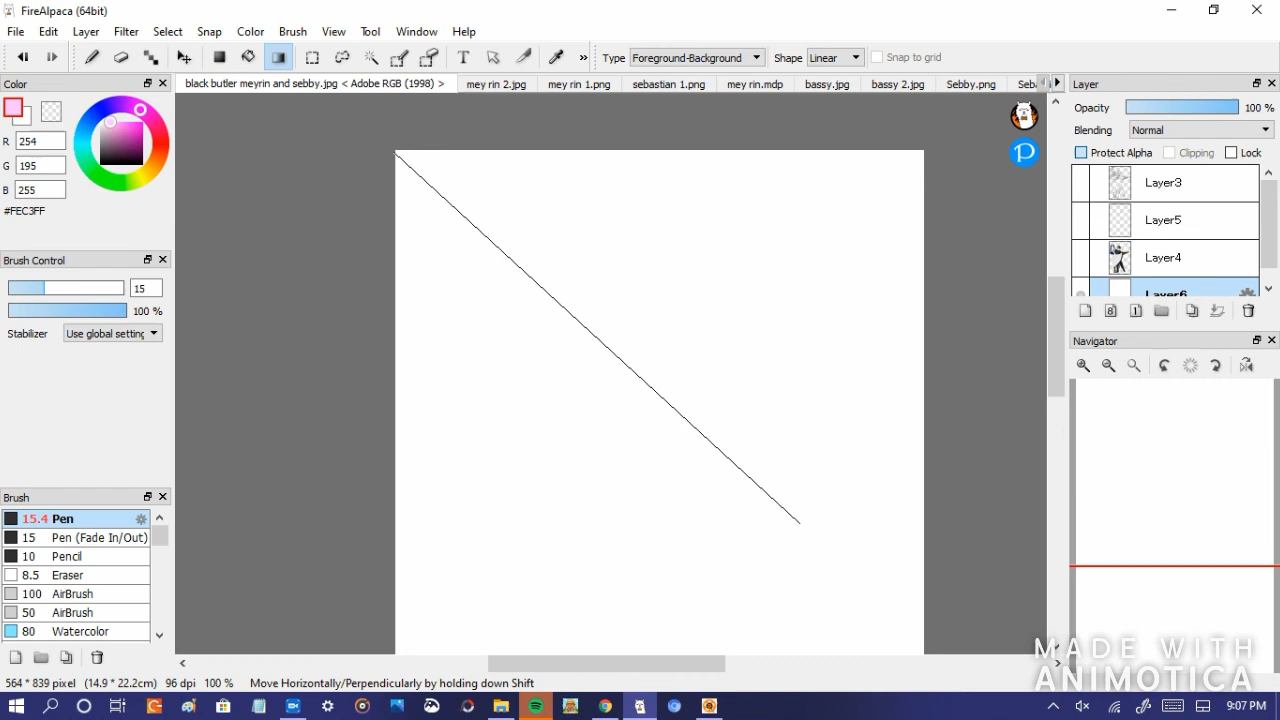 FireAlpaca (64bit)
File Edit Layer Filter Select Snap Color Brush View Tool Window Help
T » Type Foreground-Background Shape Linear Snap to grid
Color
black butler meyrin and sebby.jpg < Adobe RGB (1998) > mey rin 2.jpg mey rin 1.png sebastian 1.png mey rin.mdp bassy.jpg bassy 2.jpg Sebby.png Seb
Layer
R 254
G 195
B 255
#FEC3FF
Opacity 100 %
Blending Normal
Protect Alpha Clipping Lock
Layer3
Layer5
Layer4
Layer6
8 1
Brush Control
15
100 %
Stabilizer Use global setting
Navigator
Brush
15.4 Pen
15 Pen (Fade In/Out)
10 Pencil
8.5 Eraser
100 AirBrush
50 AirBrush
80 Watercolor
564 * 839 pixel (14.9 * 22.2cm) 96 dpi 100 % Move Horizontally/Perpendicularly by holding down Shift
MADE WITH
ANIMOTICA
9:07 PM